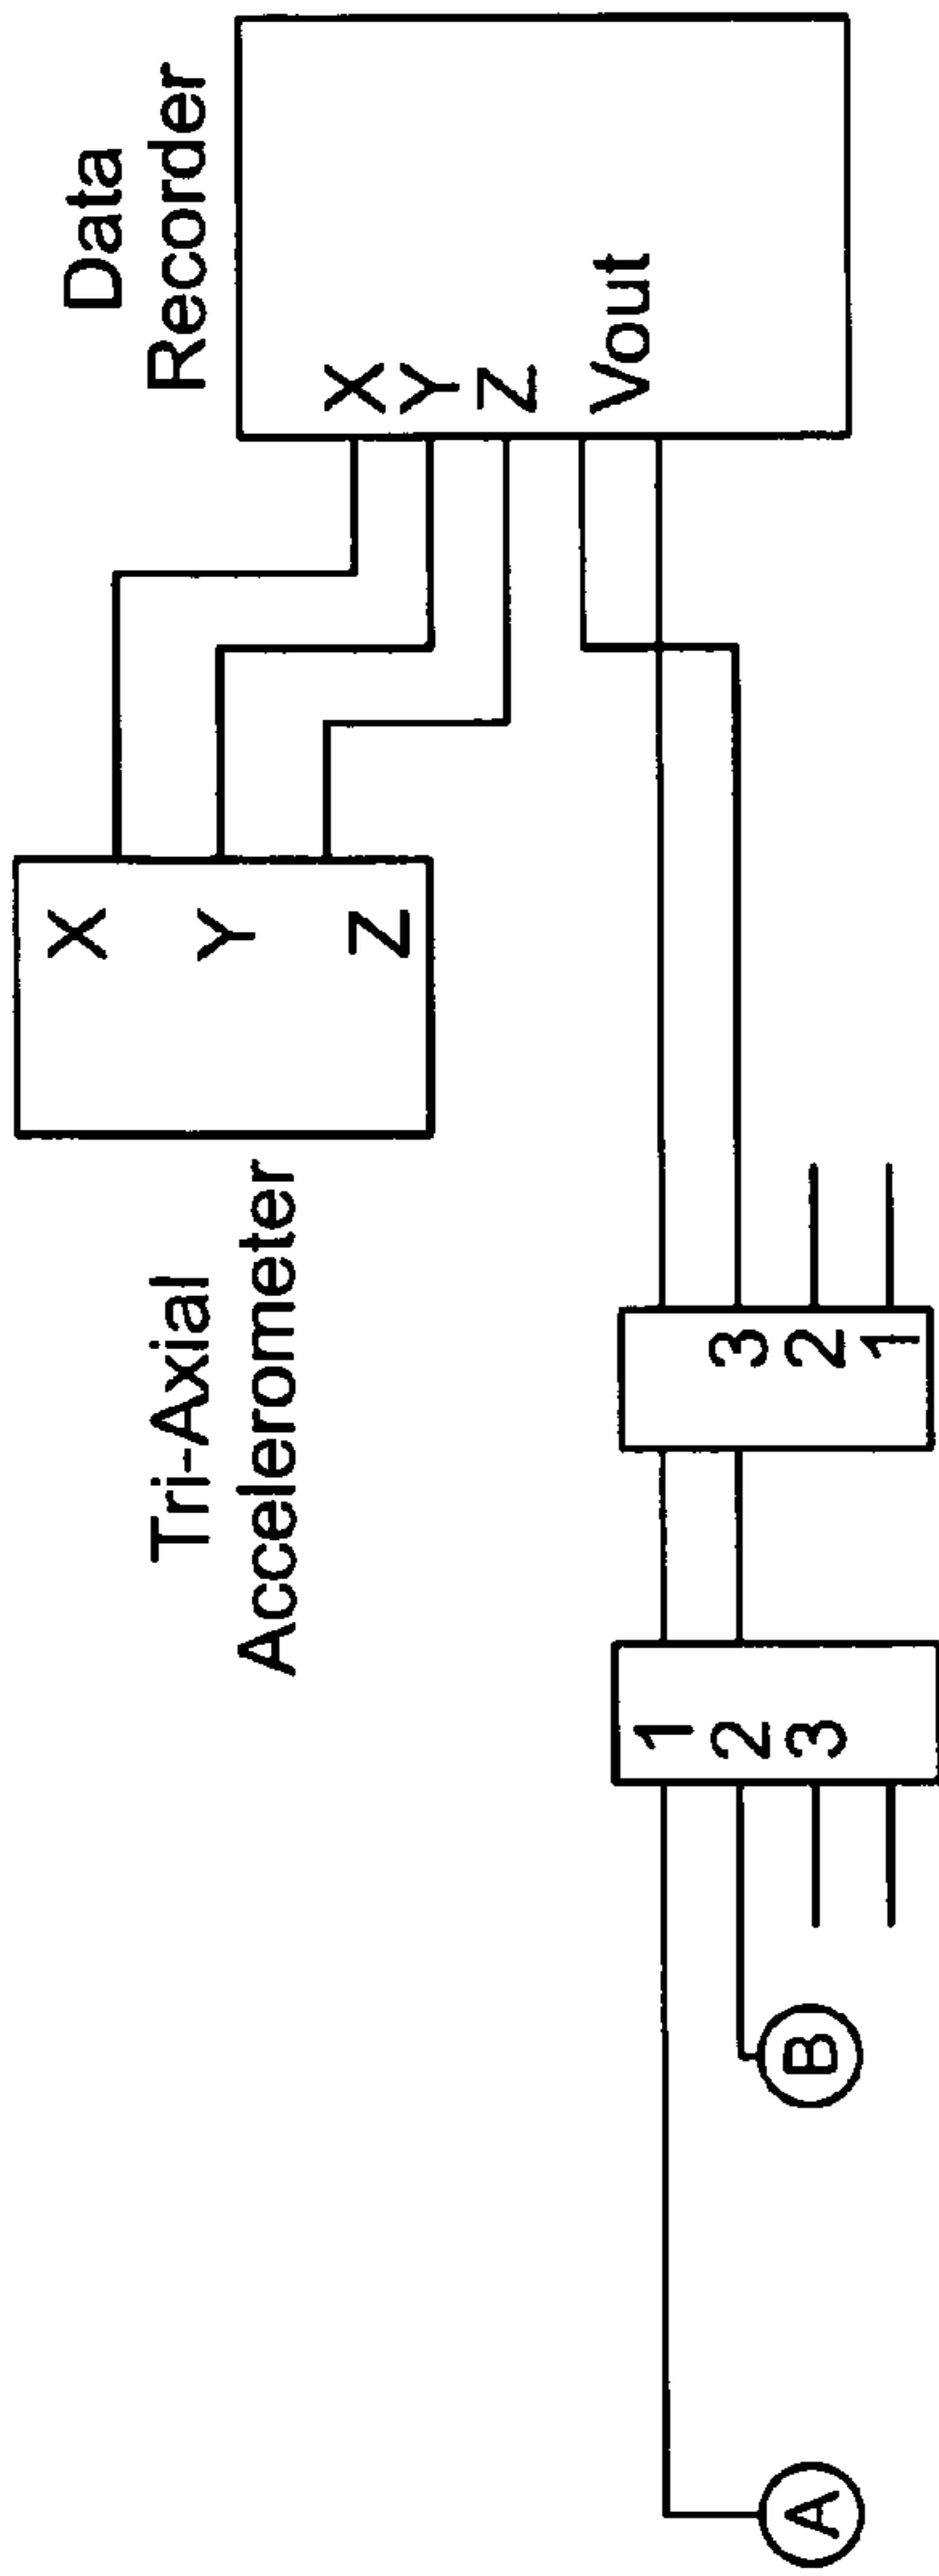 Tri-Axial
Accelerometer
X
Y
Z
Data
Recorder
X
Y
Z
Vout
1
2
3
3
2
1
A
B